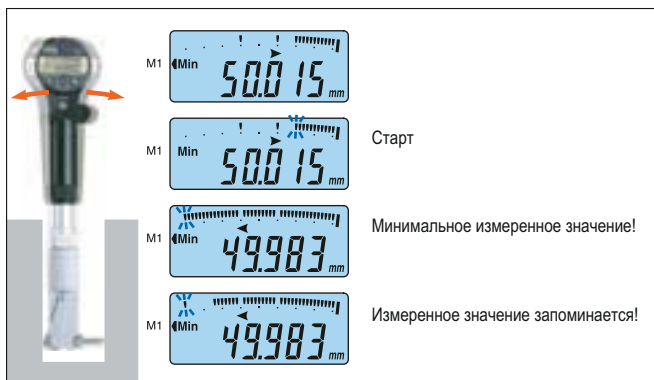 M1 Min 50.015 mm
M1 Min 50.015 mm
Старт
M1 Min 49.983 mm
Минимальное измеренное значение!
M1 Min 49.983 mm
Измеренное значение запоминается!